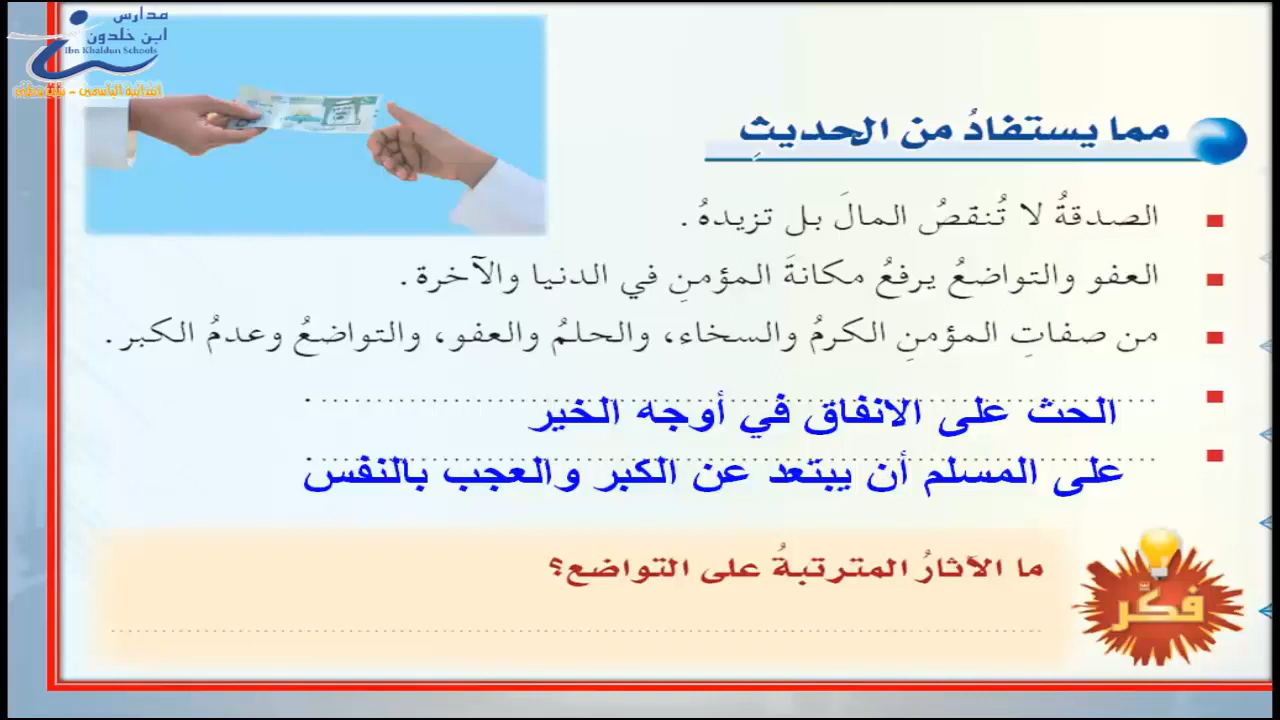 مدارس
ابن خلدون
Ibn Khaldun Schools
مما يستفادُ من الحديثِ
الصدقةُ لا تُنقصُ المالَ بل تزيدهُ .
العفو والتواضعُ يرفعُ مكانةَ المؤمنِ في الدنيا والآخرة .
من صفاتِ المؤمنِ الكرمُ والسخاء، والحلمُ والعفو، والتواضعُ وعدمُ الكبر .
الحث على الانفاق في أوجه الخير
على المسلم أن يبتعد عن الكبر والعجب بالنفس
ما الآثارُ المترتبةُ على التواضع؟
فكِّر